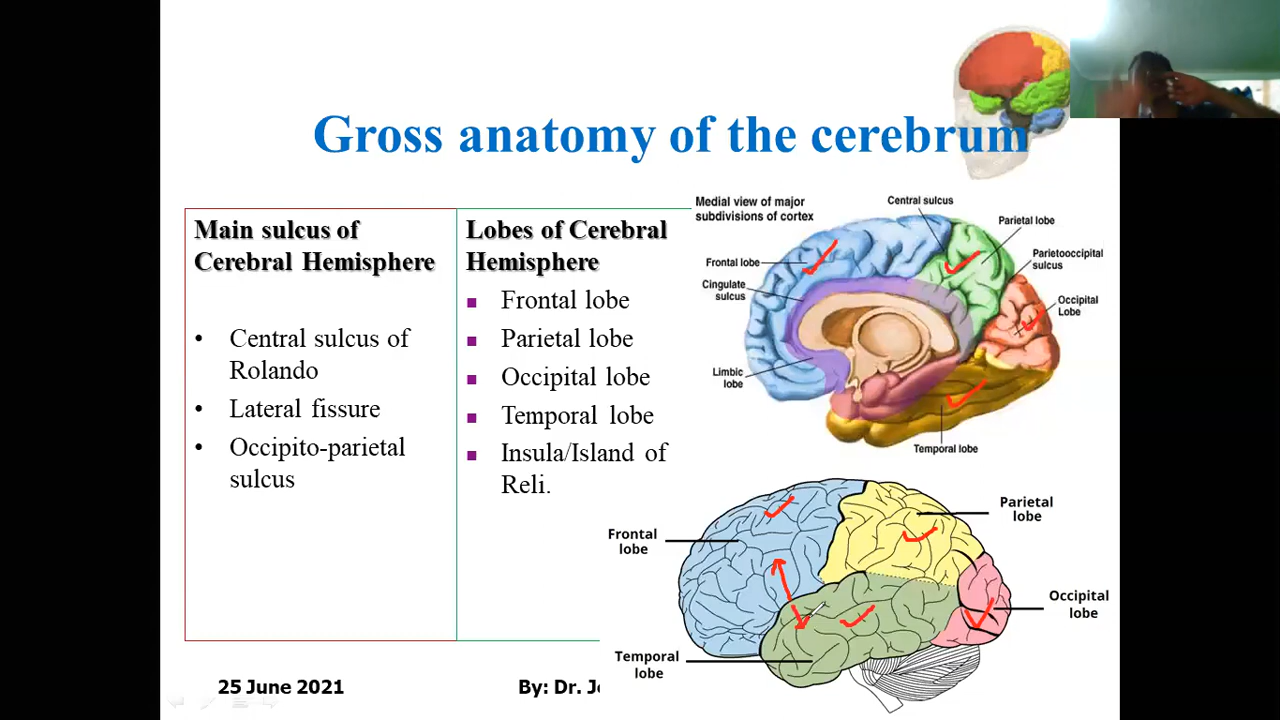 Gross anatomy of the cerebrum
Main sulcus of
Cerebral Hemisphere
• Central sulcus of
Rolando
• Lateral fissure
• Occipito-parietal
sulcus
Lobes of Cerebral
Hemisphere
■ Frontal lobe
■ Parietal lobe
■ Occipital lobe
■ Temporal lobe
■ Insula/Island of
Reli.
Medial view of major
subdivisions of cortex
Central sulcus
Parietal lobe
Parietooccipital
sulcus
Frontal lobe
Cingulate
sulcus
Occipital
Lobe
Limbic
lobe
Temporal lobe
Parietal
lobe
Frontal
lobe
Occipital
lobe
Temporal
lobe
25 June 2021
By: Dr.